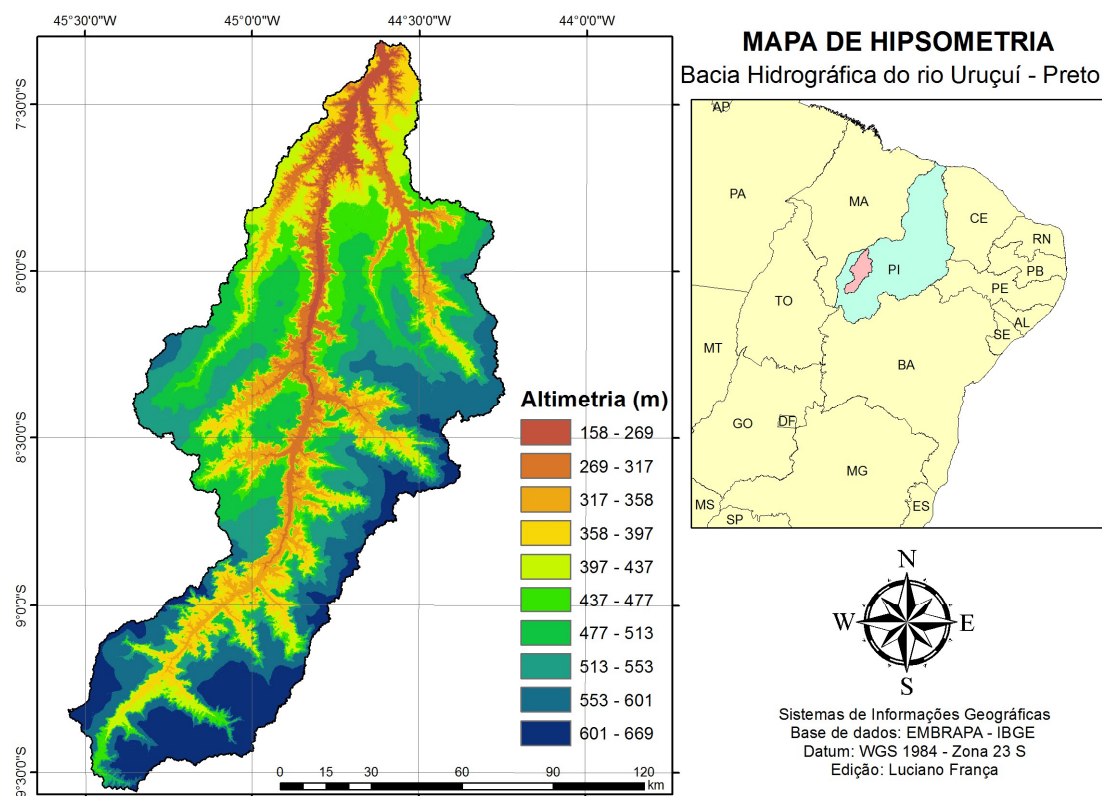 45°30'0"W
45°0'0"W
44°30'0"W
44°0'0"W
7°30'0"S
8°0'0"S
8°30'0"S
9°0'0"S
9°30'0"S
Altimetria (m)
158 - 269
269 - 317
317 - 358
358 - 397
397 - 437
437 - 477
477 - 513
513 - 553
553 - 601
601 - 669
0 15 30 60 90 120
km
MAPA DE HIPSOMETRIA
Bacia Hidrográfica do rio Uruçuí - Preto
AP
PA
MA
CE
RN
PB
PI
PE
TO
AL
SE
MT
BA
GO
DF
MG
MS
ES
SP
N
W
E
S
Sistemas de Informações Geográficas
Base de dados: EMBRAPA - IBGE
Datum: WGS 1984 - Zona 23 S
Edição: Luciano França